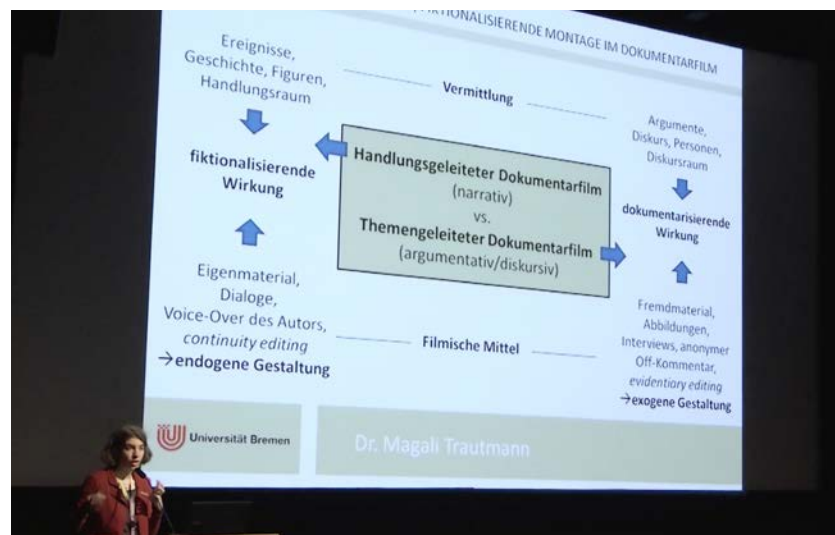 FIKTIONALISIERENDE MONTAGE IM DOKUMENTARFILM
Ereignisse,
Geschichte, Figuren,
Handlungsraum
Vermittlung
Argumente,
Diskurs, Personen,
Diskursraum
fiktionalisierende
Wirkung
Handlungsgeleiteter Dokumentarfilm
(narrativ)
vs.
Themengeleiteter Dokumentarfilm
(argumentativ/diskursiv)
dokumentarisierende
Wirkung
Eigenmaterial,
Dialoge,
Voice-Over des Autors,
continuity editing
→endogene Gestaltung
Filmische Mittel
Fremdmaterial,
Abbildungen,
Interviews, anonymer
Off-Kommentar,
evidentiary editing
→exogene Gestaltung
Universität Bremen
Dr. Magali Trautmann